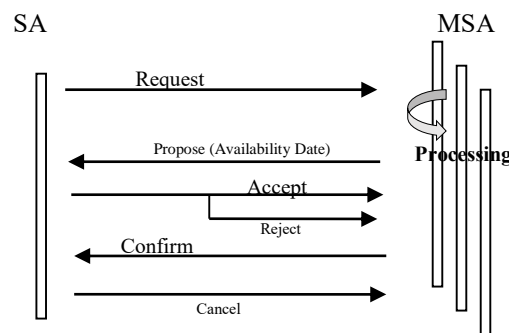 SA
MSA
Request
Propose (Availability Date)
Processing
Accept
Reject
Confirm
Cancel